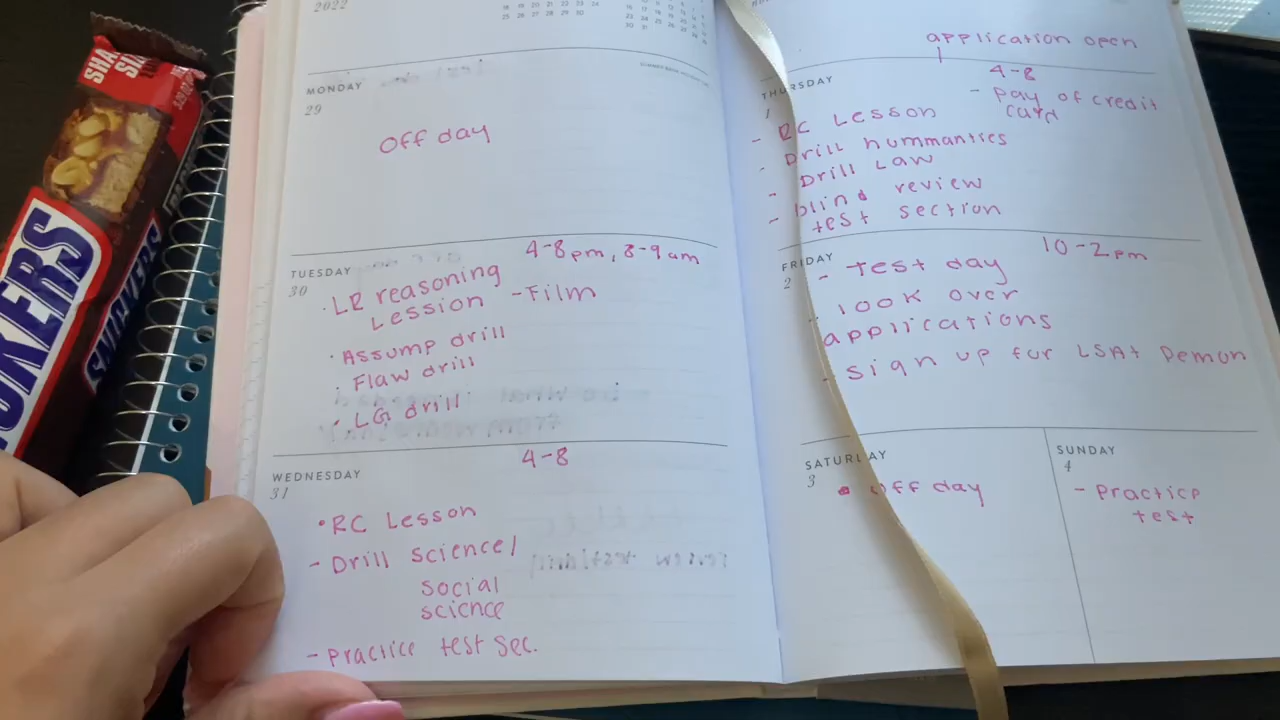 2022
MONDAY
29
Off day
TUESDAY
30
4-8pm, 8-9am
· LR reasoning
Lession - Film
· Assump drill
· Flaw drill
· LG drill
WEDNESDAY
31
4-8
• RC Lesson
- Drill science/
social
science
- practice test sec.
application open
THURSDAY
1
4-8
- pay of credit
card
- RC Lesson
- Drill hummantics
- Drill Law
- blind review
- test section
FRIDAY
2
10-2pm
- Test day
- look over
applications
- sign up for LSAt Demon
SATURDAY
3
• Off day
SUNDAY
4
- practice
test
SNICKERS